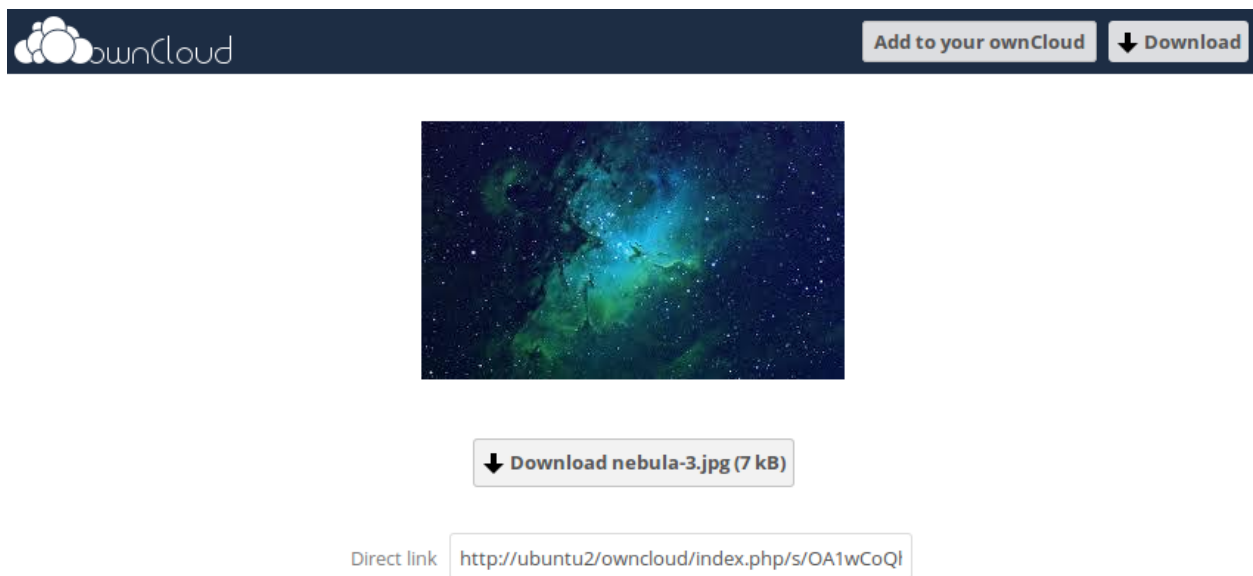 ownCloud
Add to your ownCloud
Download
Download nebula-3.jpg (7 kB)
Direct link
http://ubuntu2/owncloud/index.php/s/OA1wCoQ